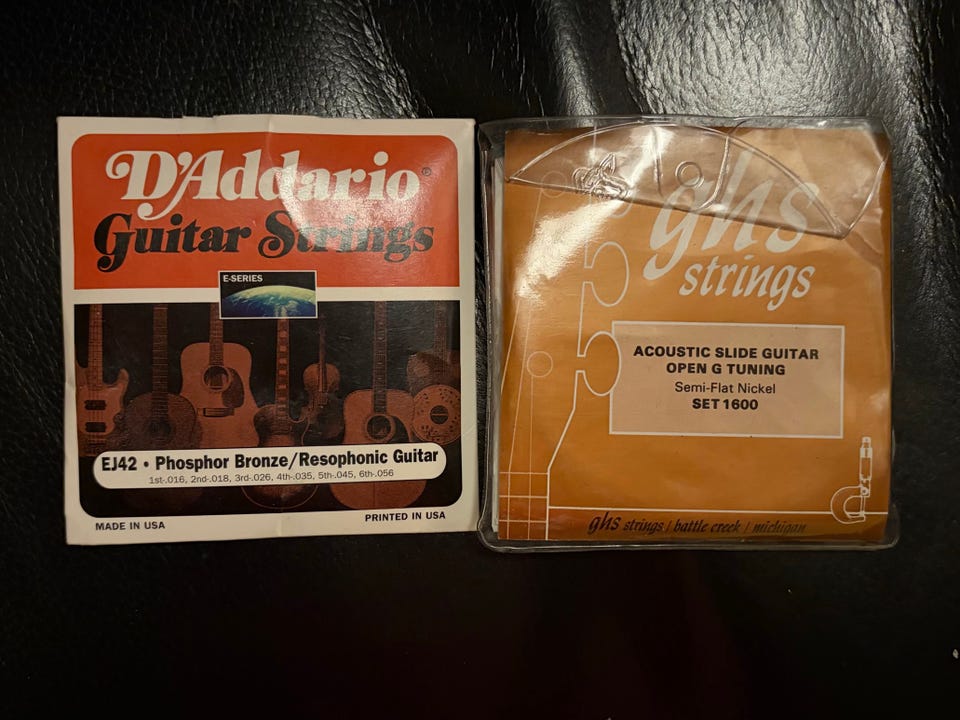 D'Addario®
Guitar Strings
E-SERIES
EJ42 • Phosphor Bronze/Resophonic Guitar
1st-.016, 2nd-.018, 3rd-.026, 4th-.035, 5th-.045, 6th-.056
MADE IN USA
PRINTED IN USA
ghs
strings
ACOUSTIC SLIDE GUITAR
OPEN G TUNING
Semi-Flat Nickel
SET 1600
ghs strings / battle creek / michigan